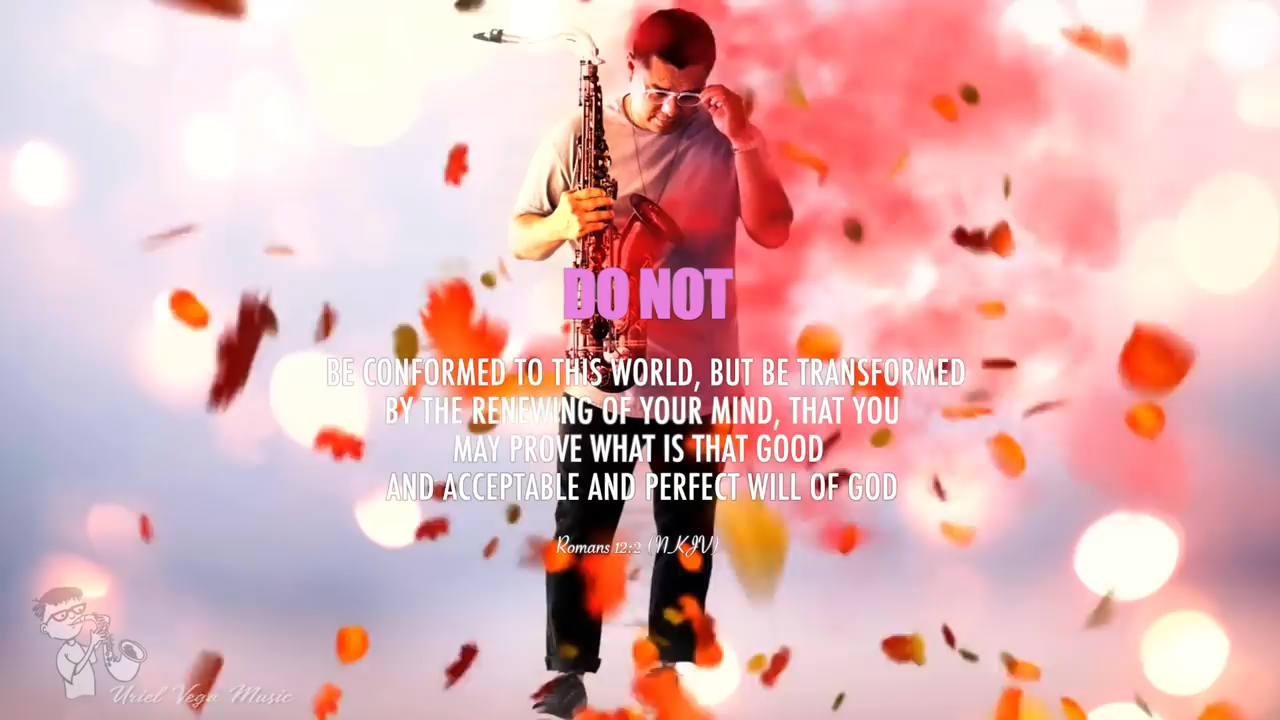 DO NOT
BE CONFORMED TO THIS WORLD, BUT BE TRANSFORMED
BY THE RENEWING OF YOUR MIND, THAT YOU
MAY PROVE WHAT IS THAT GOOD
AND ACCEPTABLE AND PERFECT WILL OF GOD
Romans 12:2 (NKJV)
Uriel Vega Music